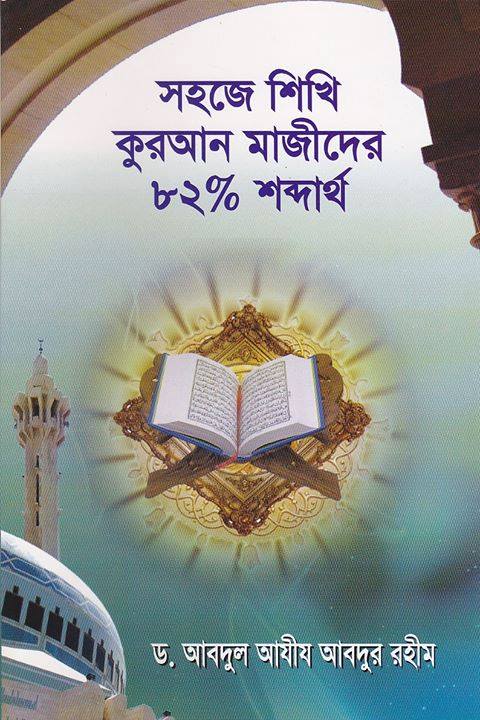 সহজে শিখি
কুরআন মাজীদের
৮২% শব্দার্থ
ড. আবদুল আযীয আবদুর রহীম